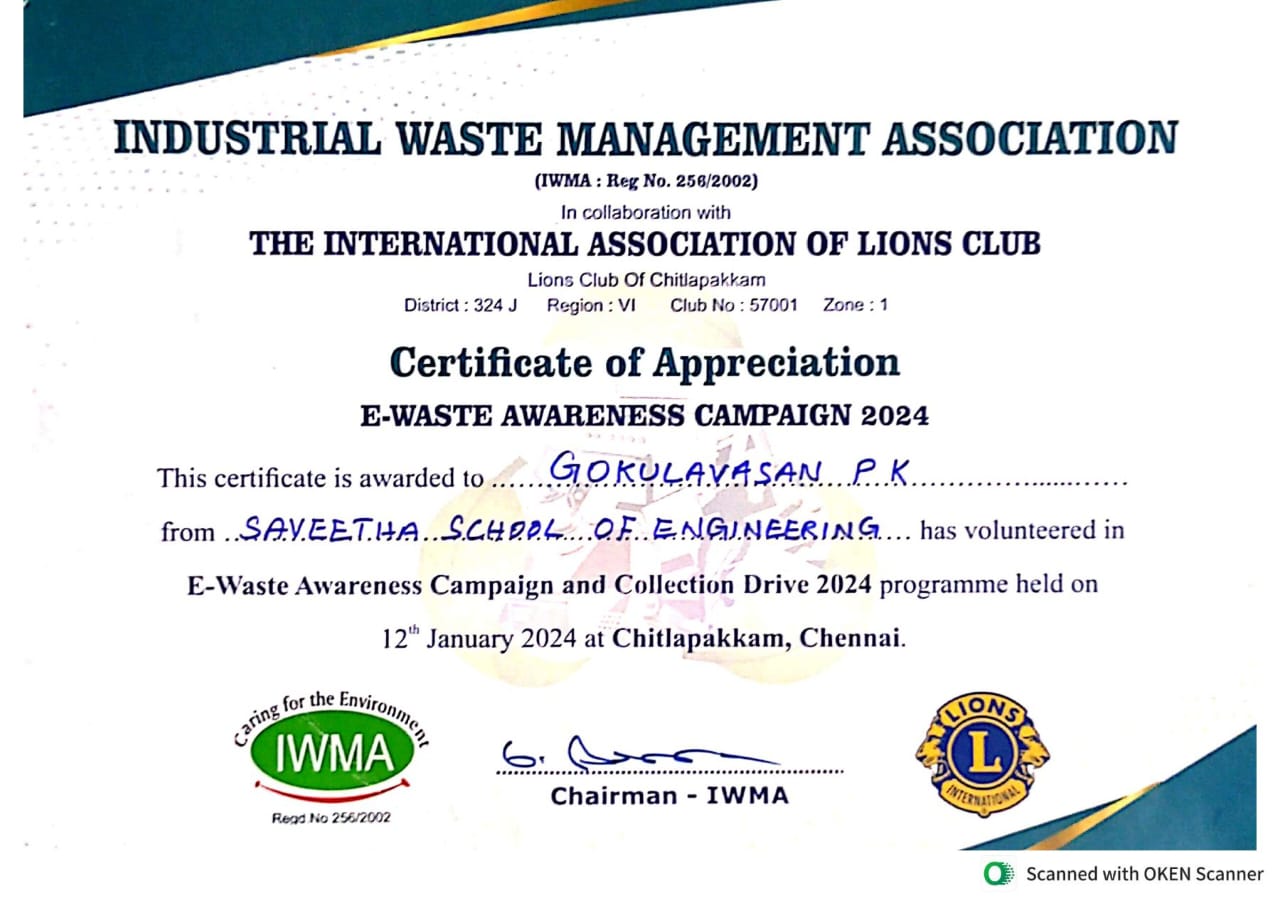 INDUSTRIAL WASTE MANAGEMENT ASSOCIATION
(IWMA : Reg No. 256/2002)
In collaboration with
THE INTERNATIONAL ASSOCIATION OF LIONS CLUB
Lions Club Of Chitlapakkam
District : 324 J Region : VI Club No : 57001 Zone : 1
Certificate of Appreciation
E-WASTE AWARENESS CAMPAIGN 2024
This certificate is awarded to ......GOKULAVASAN P.K..............................
from ..SAVEETHA SCHOOL OF ENGINEERING.... has volunteered in
E-Waste Awareness Campaign and Collection Drive 2024 programme held on
12th January 2024 at Chitlapakkam, Chennai.
Caring for the Environment
IWMA
Regd.No 256/2002
G.
Chairman - IWMA
LIONS
L
INTERNATIONAL
Scanned with OKEN Scanner